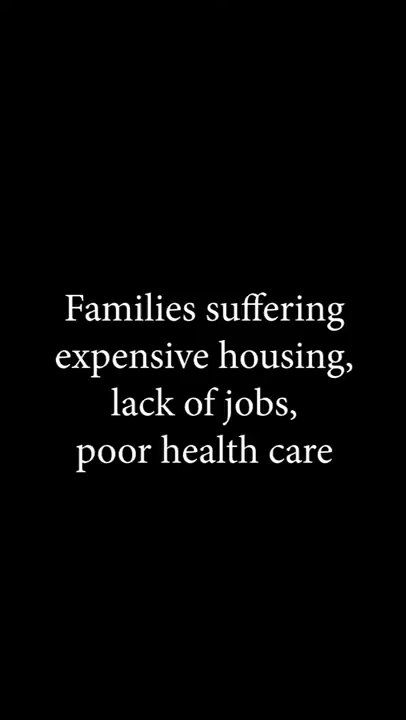 Families suffering
expensive housing,
lack of jobs,
poor health care